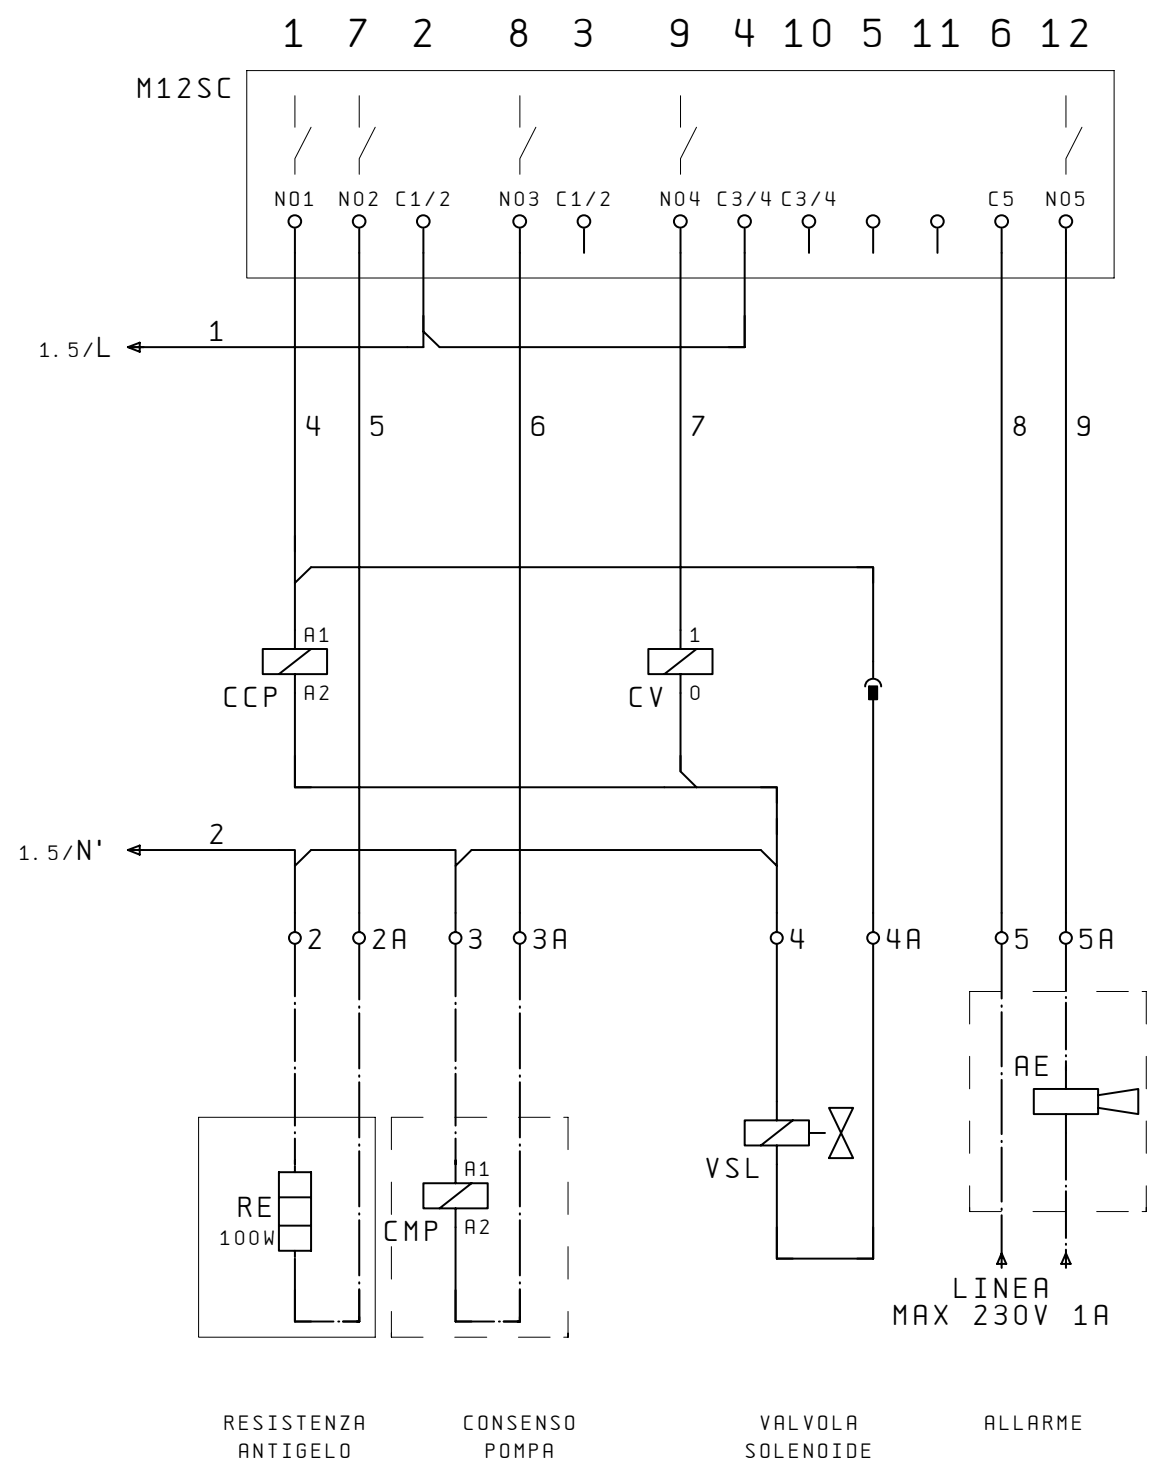 1 7 2 8 3 9 4 10 5 11 6 12
M12SC
NO1 NO2 C1/2 NO3 C1/2 NO4 C3/4 C3/4 C5 NO5
1
1.5/L
4 5 6 7 8 9
A1 1
CCP A2 CV 0
2
1.5/N'
2 2A 3 3A 4 4A 5 5A
AE
VSL
A1
RE
100W
CMP A2
LINEA
MAX 230V 1A
RESISTENZA CONSENSO VALVOLA ALLARME
ANTIGELO POMPA SOLENOIDE